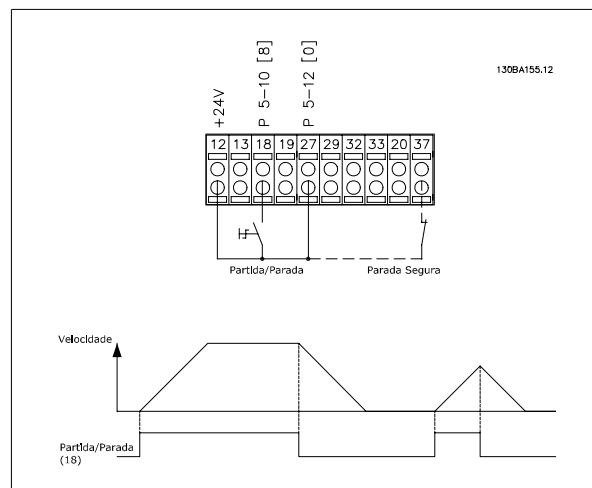 130BA155.12
+24V
P 5-10 [8]
P 5-12 [0]
12 13 18 19 27 29 32 33 20 37
Partida/Parada
Parada Segura
Velocidade
Partida/Parada
(18)